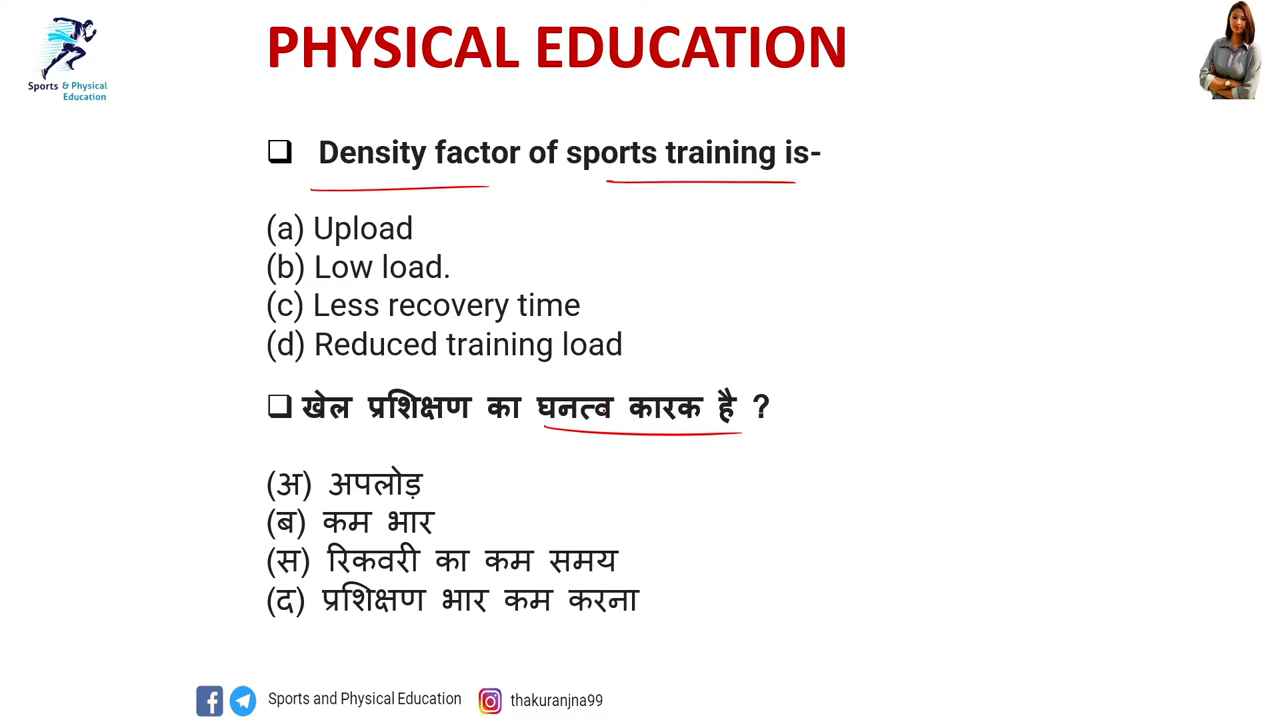 PHYSICAL EDUCATION
Sports & Physical
Education
❑ Density factor of sports training is-
(a) Upload
(b) Low load.
(c) Less recovery time
(d) Reduced training load
❑ खेल प्रशिक्षण का घनत्व कारक है ?
(अ) अपलोड़
(ब) कम भार
(स) रिकवरी का कम समय
(द) प्रशिक्षण भार कम करना
Sports and Physical Education thakuranjna99